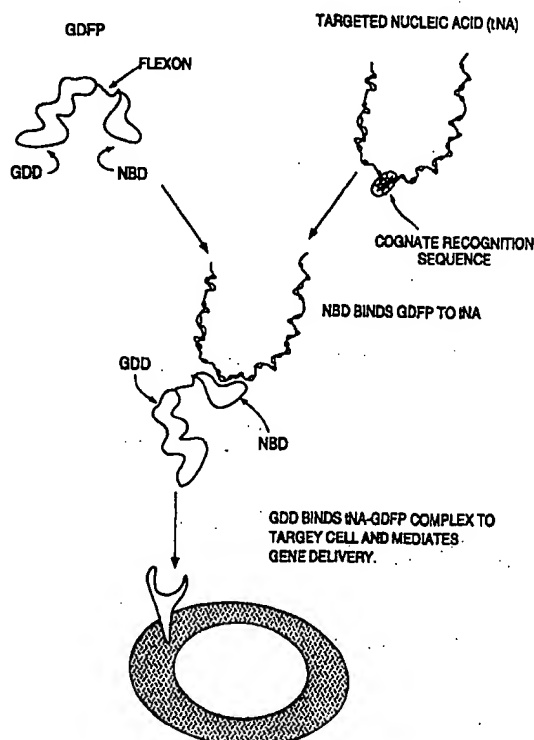 GDFP
TARGETED NUCLEIC ACID (tNA)
FLEXON
GDD
NBD
COGNATE RECOGNITION
SEQUENCE
NBD BINDS GDFP TO tNA
GDD
NBD
GDD BINDS tNA-GDFP COMPLEX TO
TARGEY CELL AND MEDIATES
GENE DELIVERY.